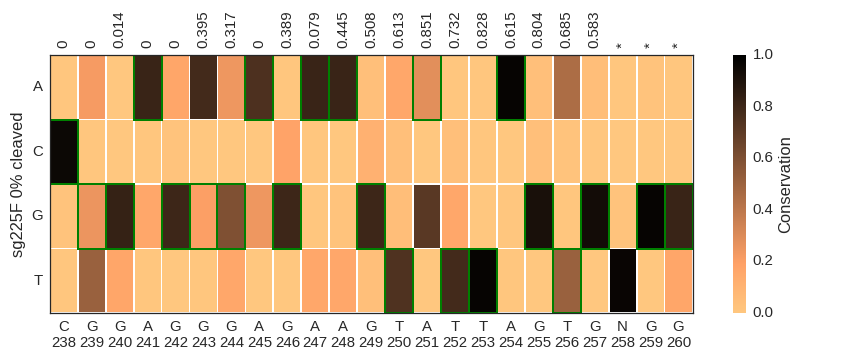 0 0 0.014 0 0 0.395 0.317 0 0.389 0.079 0.445 0.508 0.613 0.851 0.732 0.828 0.615 0.804 0.685 0.583 * * *
sg225F 0% cleaved
A
C
G
T
C G G A G G G A G A A G T A T T A G T G N G G
238 239 240 241 242 243 244 245 246 247 248 249 250 251 252 253 254 255 256 257 258 259 260
1.0
0.8
0.6
0.4
0.2
0.0
Conservation